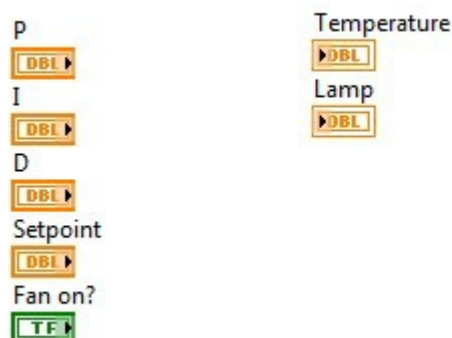 P
DBL
I
DBL
D
DBL
Setpoint
DBL
Fan on?
TF
Temperature
DBL
Lamp
DBL